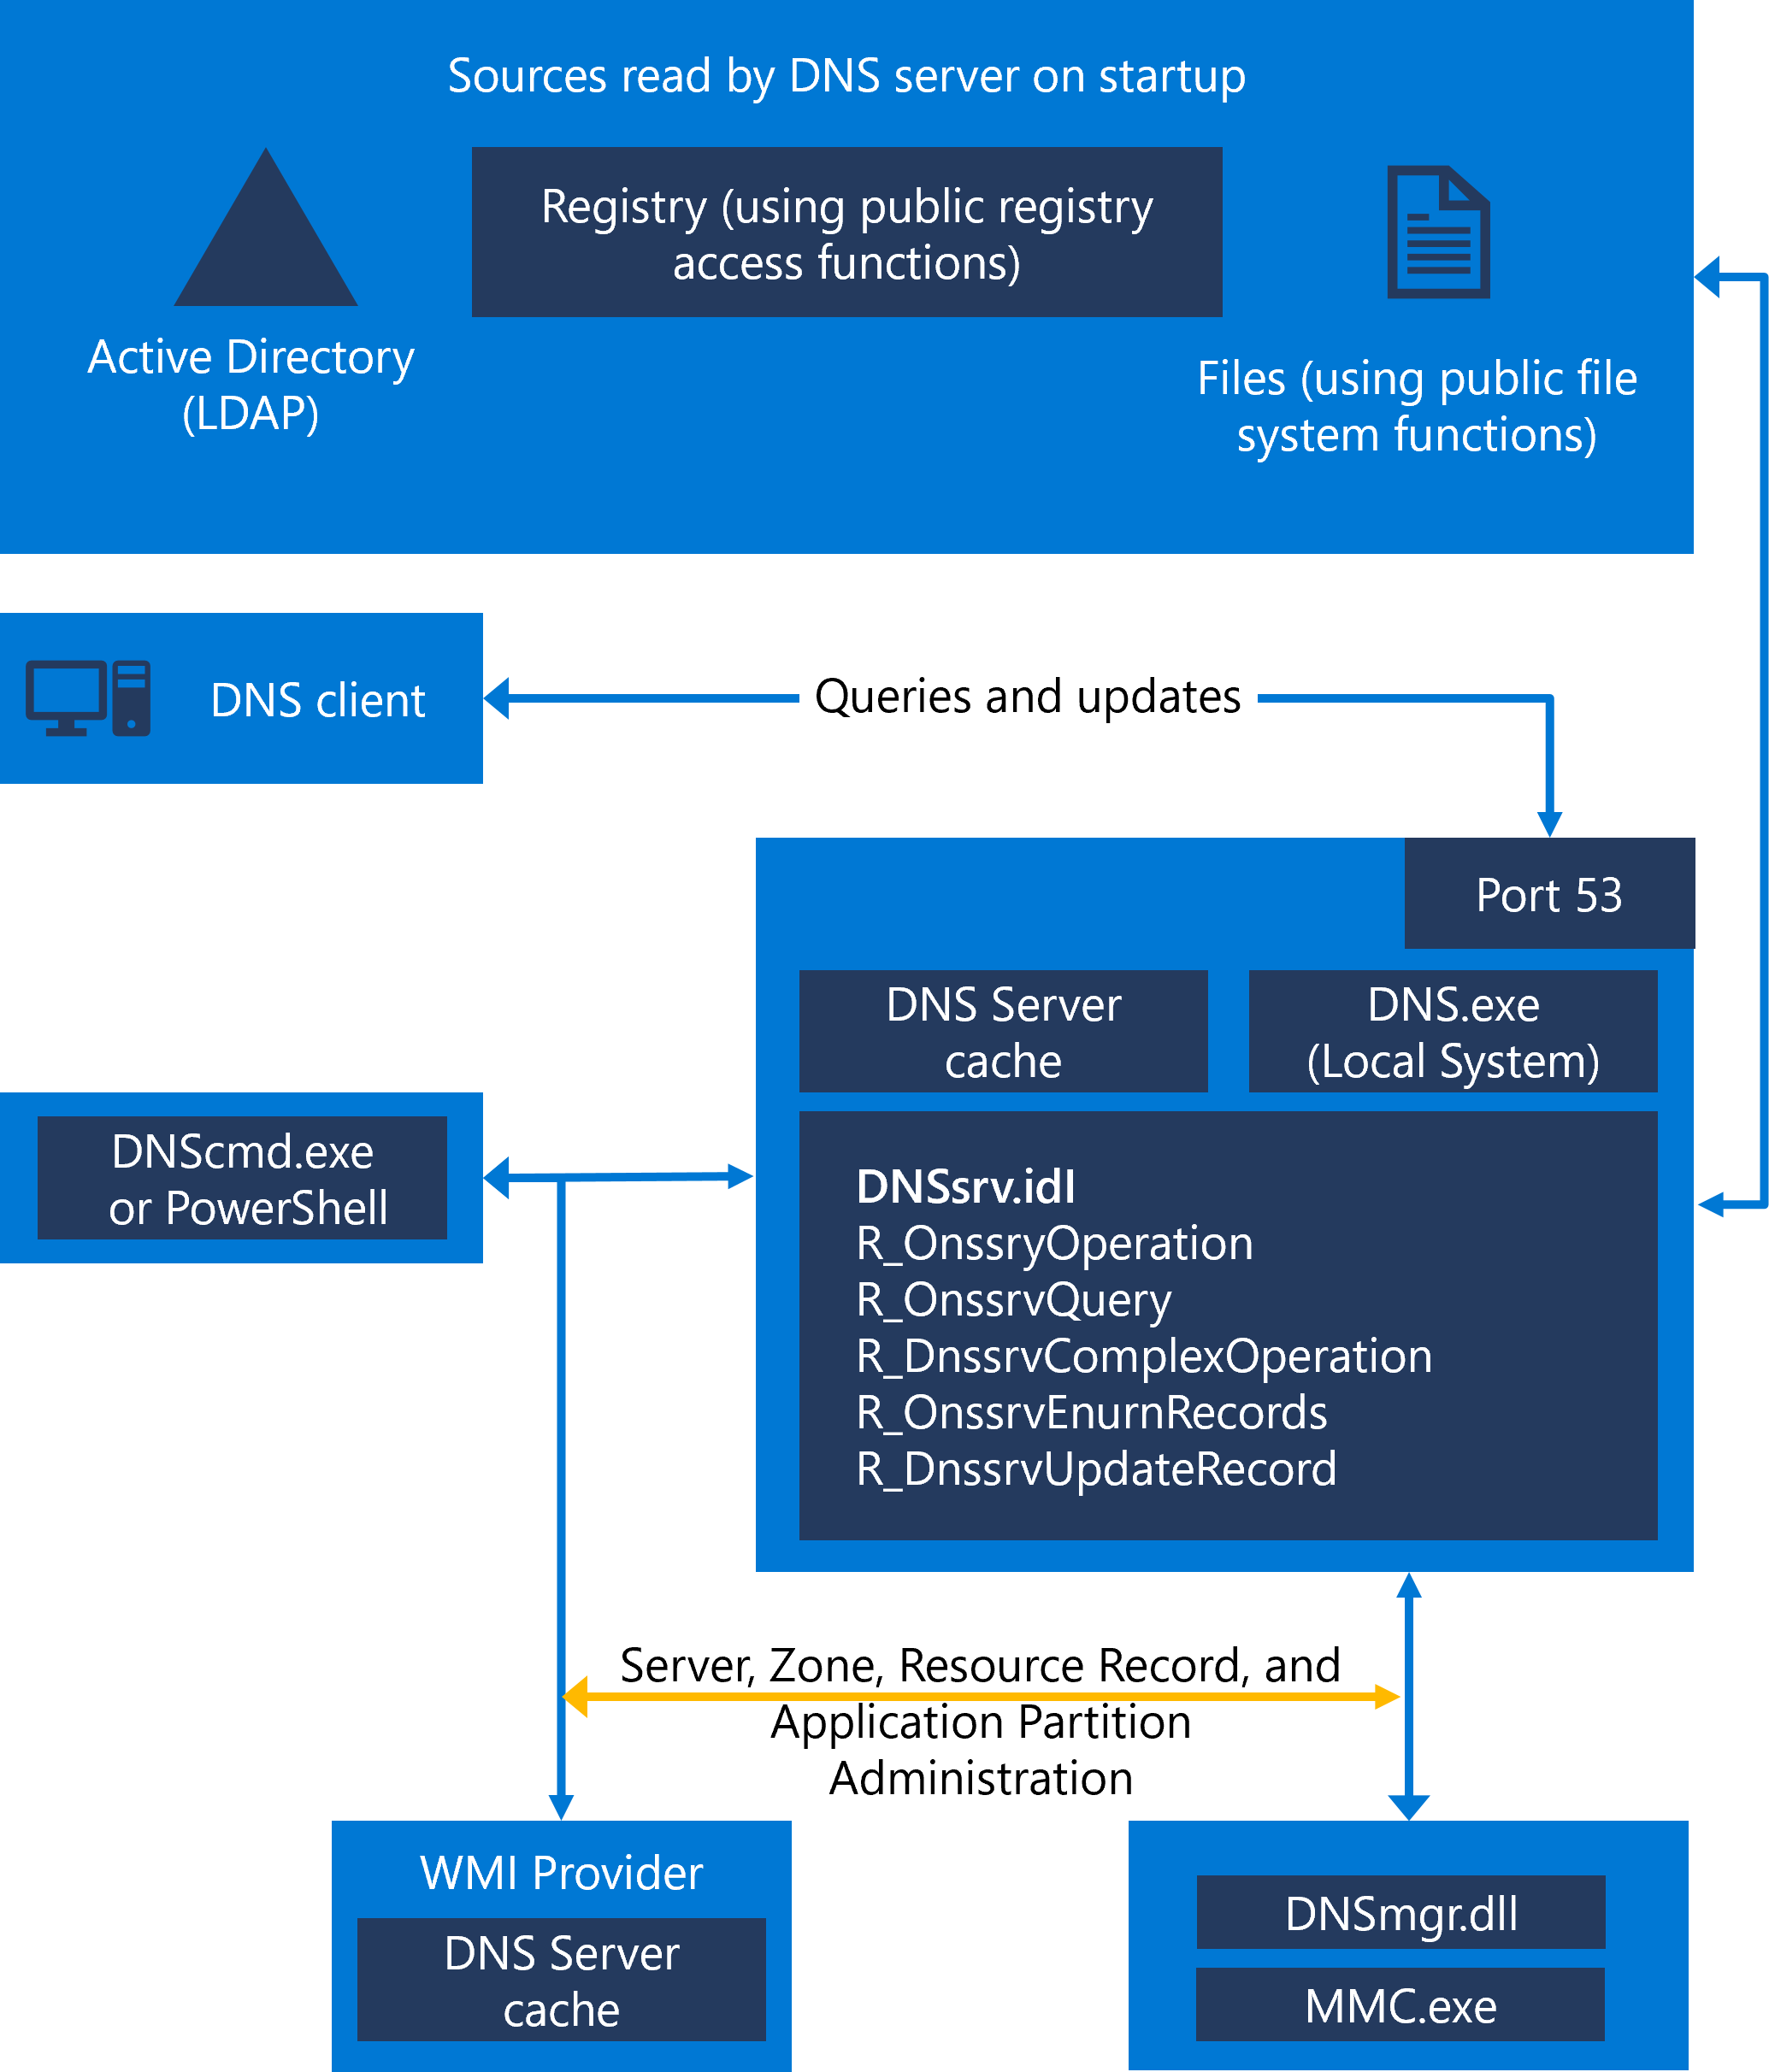 Sources read by DNS server on startup
Registry (using public registry
access functions)
Active Directory
(LDAP)
Files (using public file
system functions)
DNS client
Queries and updates
Port 53
DNS Server
cache
DNS.exe
(Local System)
DNScmd.exe
or PowerShell
DNSsrv.idl
R_OnssryOperation
R_OnssrvQuery
R_DnssrvComplexOperation
R_OnssrvEnurnRecords
R_DnssrvUpdateRecord
Server, Zone, Resource Record, and
Application Partition
Administration
WMI Provider
DNS Server
cache
DNSmgr.dll
MMC.exe